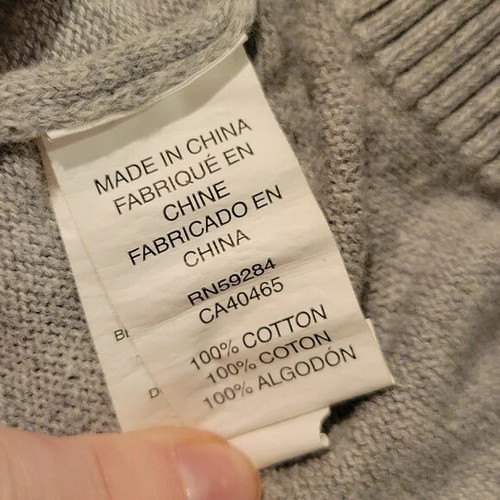 MADE IN CHINA
FABRIQUÉ EN
CHINE
FABRICADO EN
CHINA
RN59284
CA40465
100% COTTON
100% COTON
100% ALGODÓN